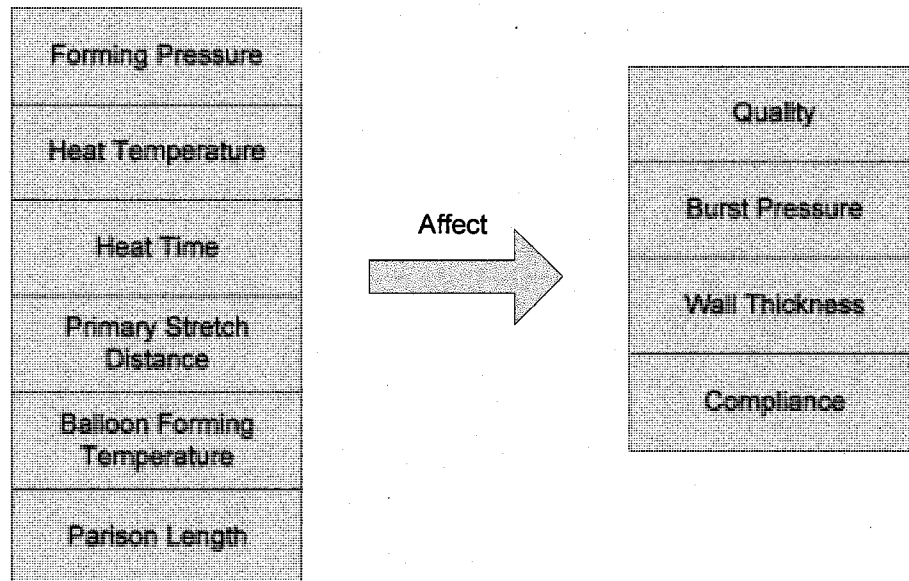 Forming Pressure
Heat Temperature
Heat Time
Primary Stretch
Distance
Balloon Forming
Temperature
Parison Length
Affect
Quality
Burst Pressure
Wall Thickness
Compliance